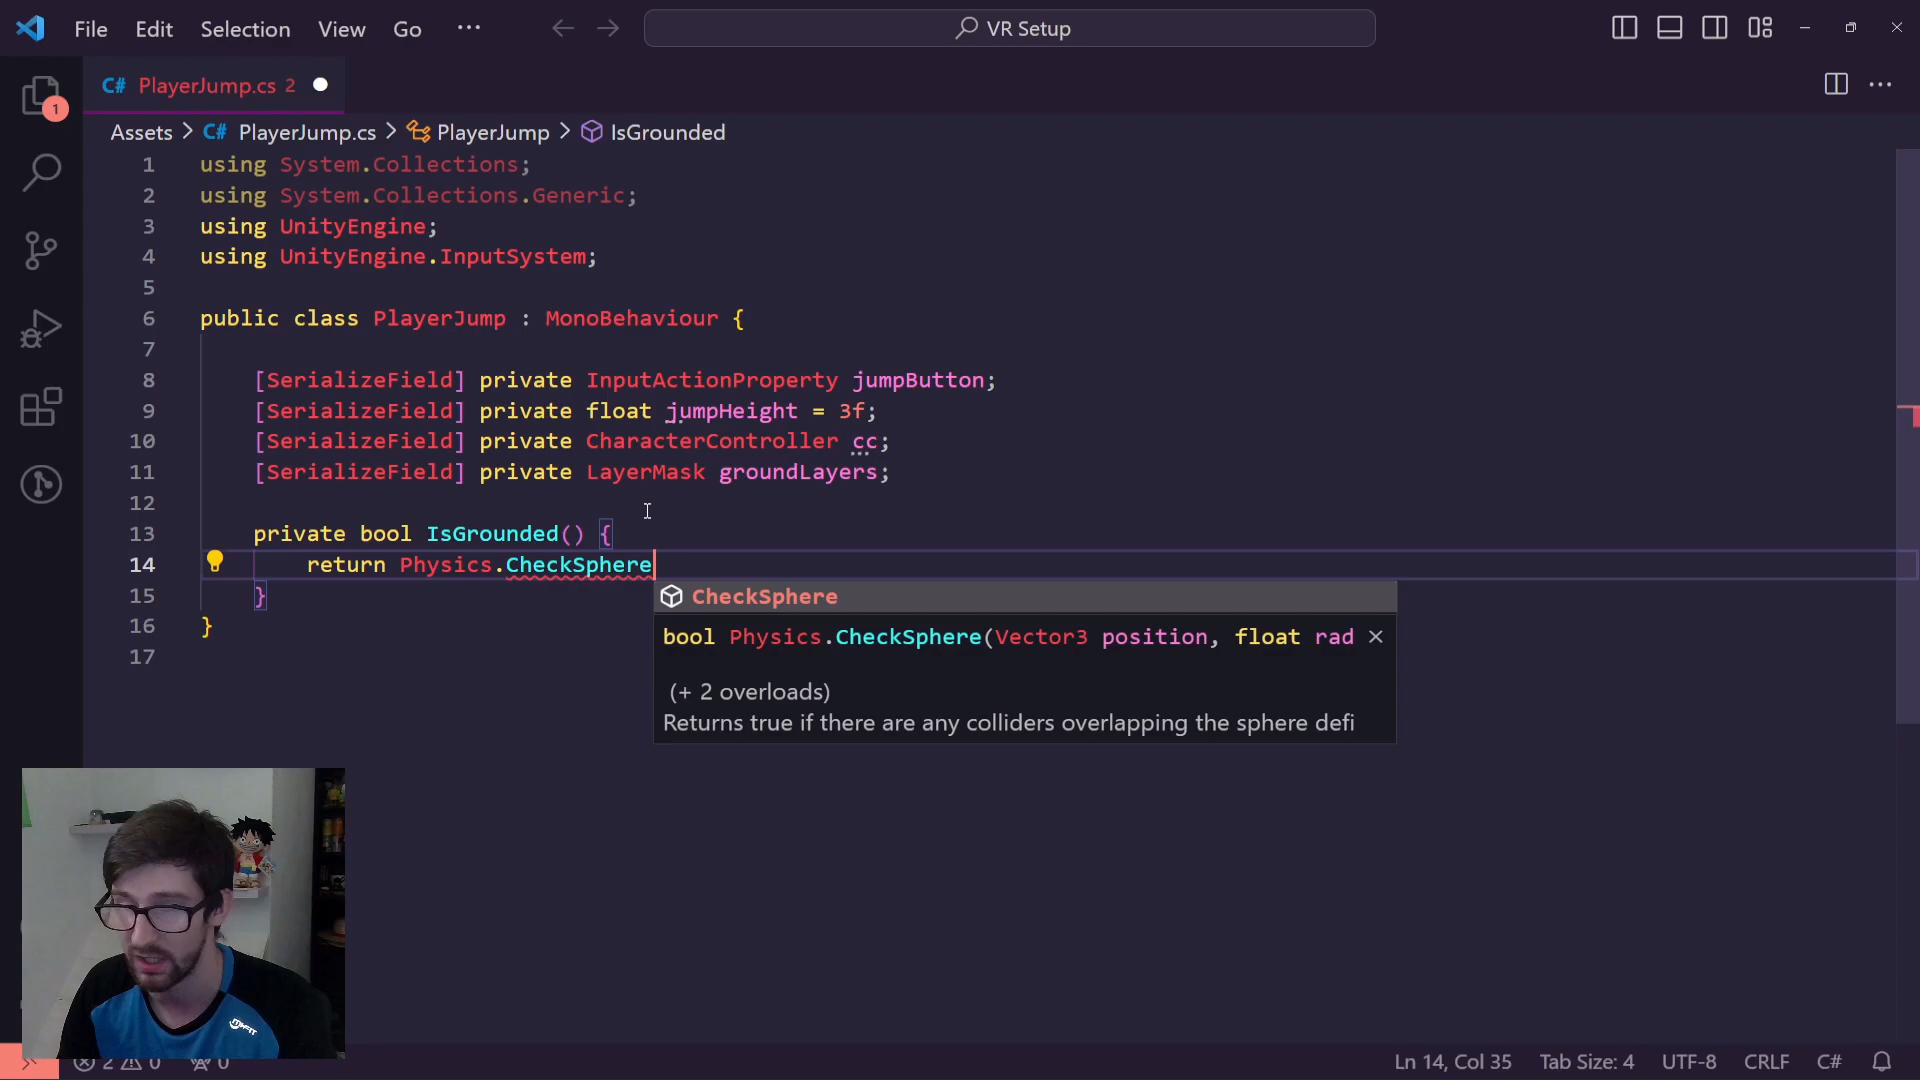 File Edit Selection View Go ··· VR Setup
C# PlayerJump.cs 2
1
Assets > C# PlayerJump.cs > PlayerJump > IsGrounded
1 using System.Collections;
2 using System.Collections.Generic;
3 using UnityEngine;
4 using UnityEngine.InputSystem;
5
6 public class PlayerJump : MonoBehaviour {
7
8 [SerializeField] private InputActionProperty jumpButton;
9 [SerializeField] private float jumpHeight = 3f;
10 [SerializeField] private CharacterController cc;
11 [SerializeField] private LayerMask groundLayers;
12
13 private bool IsGrounded() {
14 return Physics.CheckSphere
15 }
16 }
17
CheckSphere
bool Physics.CheckSphere(Vector3 position, float rad
(+ 2 overloads)
Returns true if there are any colliders overlapping the sphere defi
2 0 0 Ln 14, Col 35 Tab Size: 4 UTF-8 CRLF C#